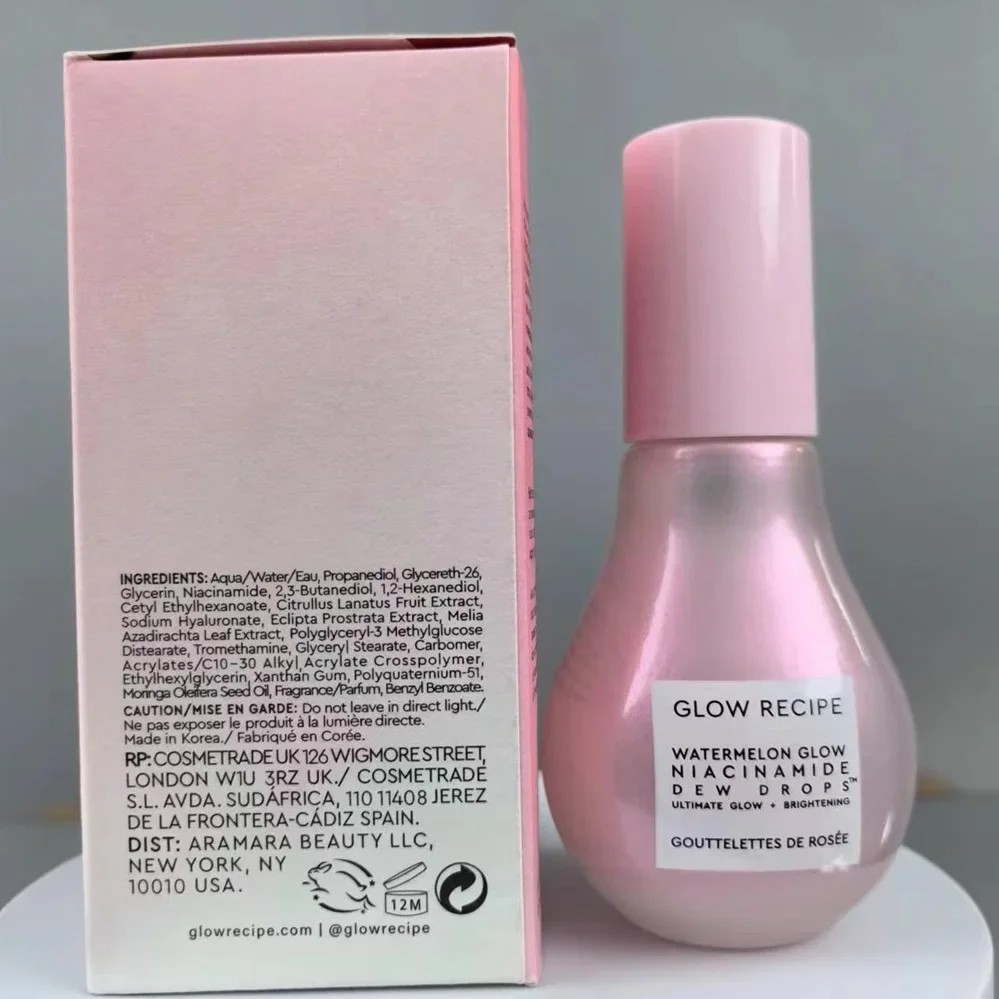 INGREDIENTS: Aqua/Water/Eau, Propanediol, Glycereth-26,
Glycerin, Niacinamide, 2,3-Butanediol, 1,2-Hexanediol,
Cetyl Ethylhexanoate, Citrullus Lanatus Fruit Extract,
Sodium Hyaluronate, Eclipta Prostrata Extract, Melia
Azadirachta Leaf Extract, Polyglyceryl-3 Methylglucose
Distearate, Tromethamine, Glyceryl Stearate, Carbomer,
Acrylates/C10-30 Alkyl Acrylate Crosspolymer,
Ethylhexylglycerin, Xanthan Gum, Polyquaternium-51,
Moringa Oleifera Seed Oil, Fragrance/Parfum, Benzyl Benzoate.
CAUTION/MISE EN GARDE: Do not leave in direct light./
Ne pas exposer le produit à la lumière directe.
Made in Korea./ Fabriqué en Corée.
RP: COSMETRADE UK 126 WIGMORE STREET,
LONDON W1U 3RZ UK./ COSMETRADE
S.L. AVDA. SUDÁFRICA, 110 11408 JEREZ
DE LA FRONTERA-CÁDIZ SPAIN.
DIST: ARAMARA BEAUTY LLC,
NEW YORK, NY
10010 USA.
12M
glowrecipe.com | @glowrecipe
GLOW RECIPE
WATERMELON GLOW
NIACINAMIDE
DEW DROPS™
ULTIMATE GLOW + BRIGHTENING
GOUTTELETTES DE ROSÉE